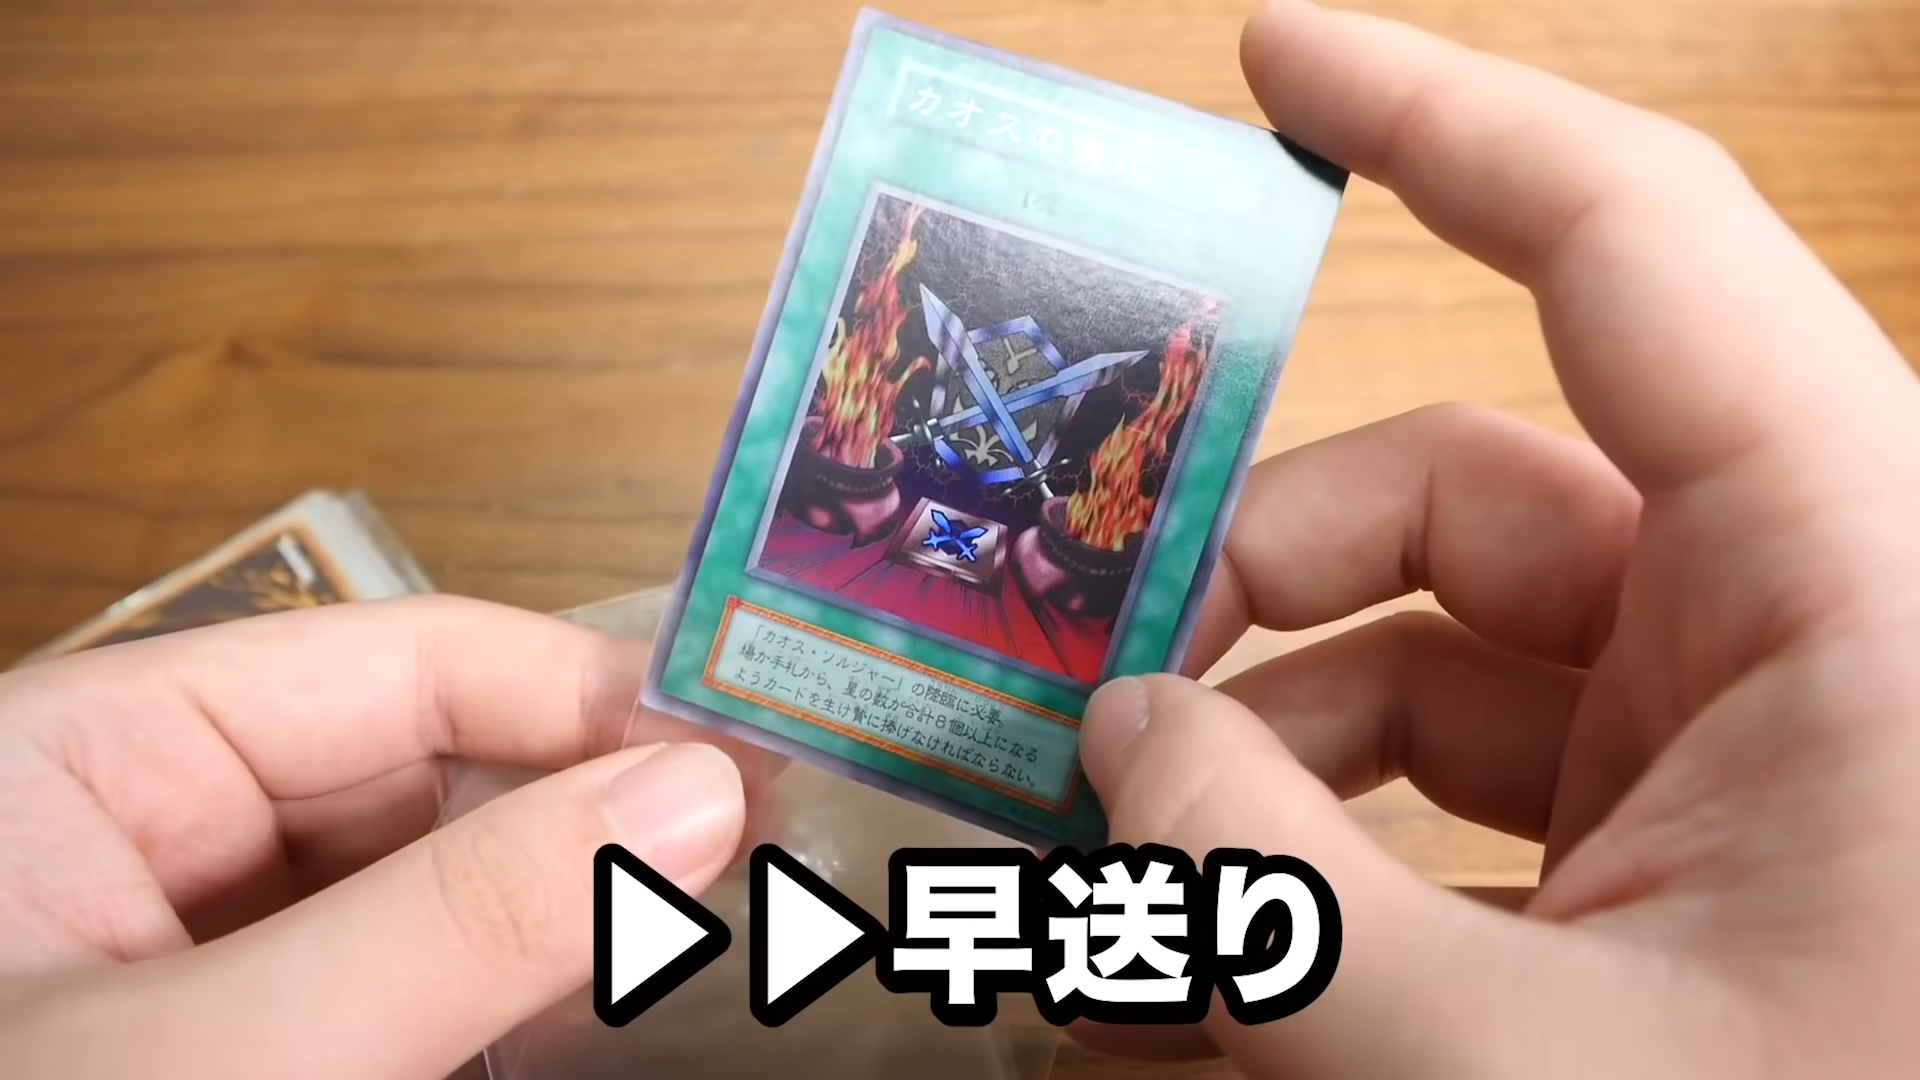 カオスの儀式
「カオス・ソルジャー」の降臨に必要。
場か手札から、星の数が合計8個以上になる
ようカードを生け贄に捧げなければならない。
▶▶早送り